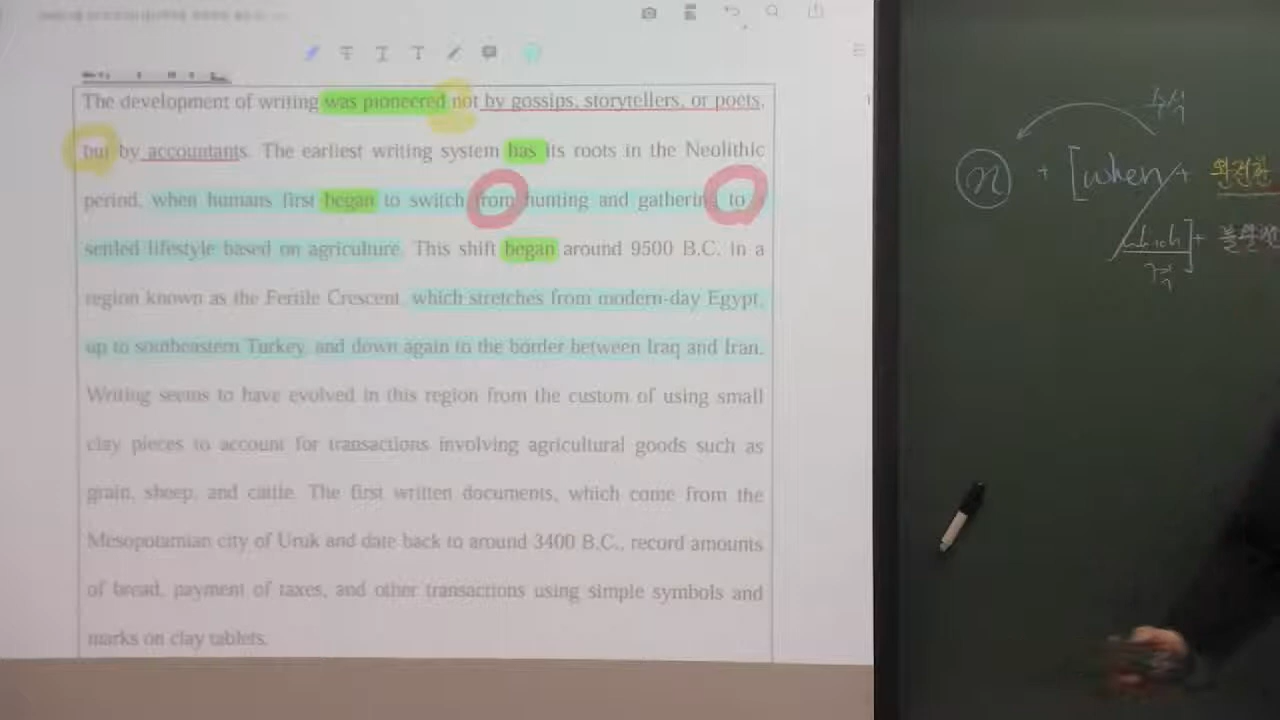 The development of writing was pioneered not by gossips, storytellers, or poets,
but by accountants. The earliest writing system has its roots in the Neolithic
period, when humans first began to switch from hunting and gathering to a
settled lifestyle based on agriculture. This shift began around 9500 B.C. in a
region known as the Fertile Crescent, which stretches from modern-day Egypt,
up to southeastern Turkey, and down again to the border between Iraq and Iran.
Writing seems to have evolved in this region from the custom of using small
clay pieces to account for transactions involving agricultural goods such as
grain, sheep, and cattle. The first written documents, which come from the
Mesopotamian city of Uruk and date back to around 3400 B.C., record amounts
of bread, payment of taxes, and other transactions using simple symbols and
marks on clay tablets.
수식
n + [when + 완전한
which] + 불완전